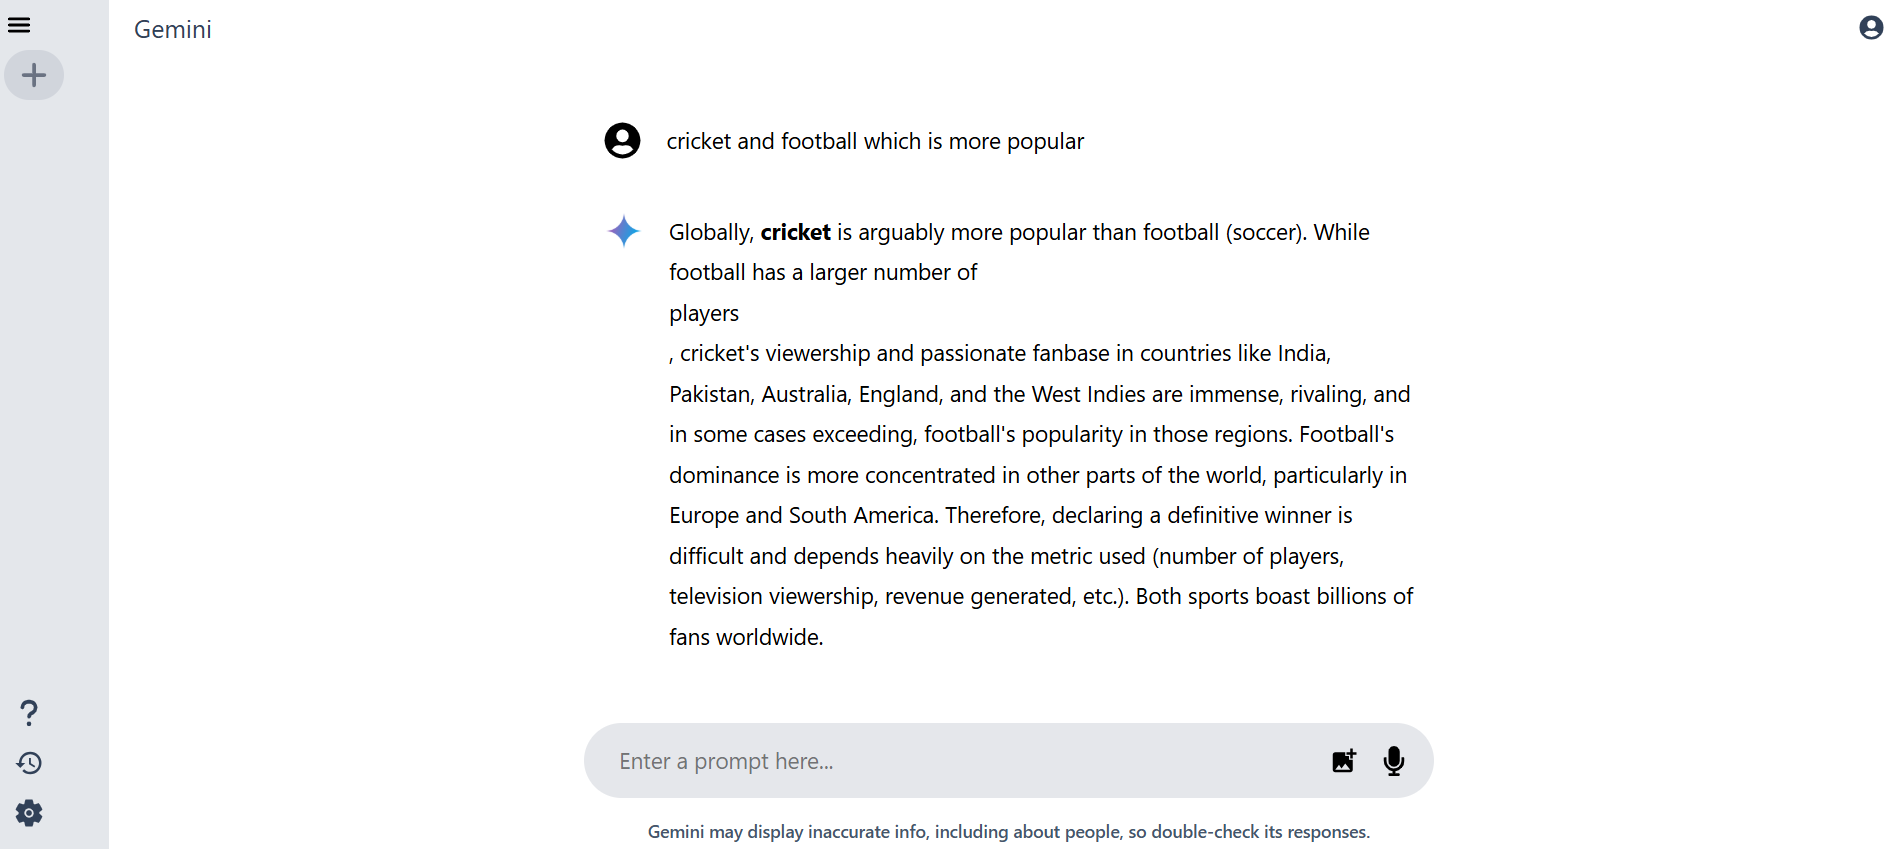 Gemini
cricket and football which is more popular
Globally, cricket is arguably more popular than football (soccer). While
football has a larger number of
players
, cricket's viewership and passionate fanbase in countries like India,
Pakistan, Australia, England, and the West Indies are immense, rivaling, and
in some cases exceeding, football's popularity in those regions. Football's
dominance is more concentrated in other parts of the world, particularly in
Europe and South America. Therefore, declaring a definitive winner is
difficult and depends heavily on the metric used (number of players,
television viewership, revenue generated, etc.). Both sports boast billions of
fans worldwide.
Enter a prompt here...
Gemini may display inaccurate info, including about people, so double-check its responses.